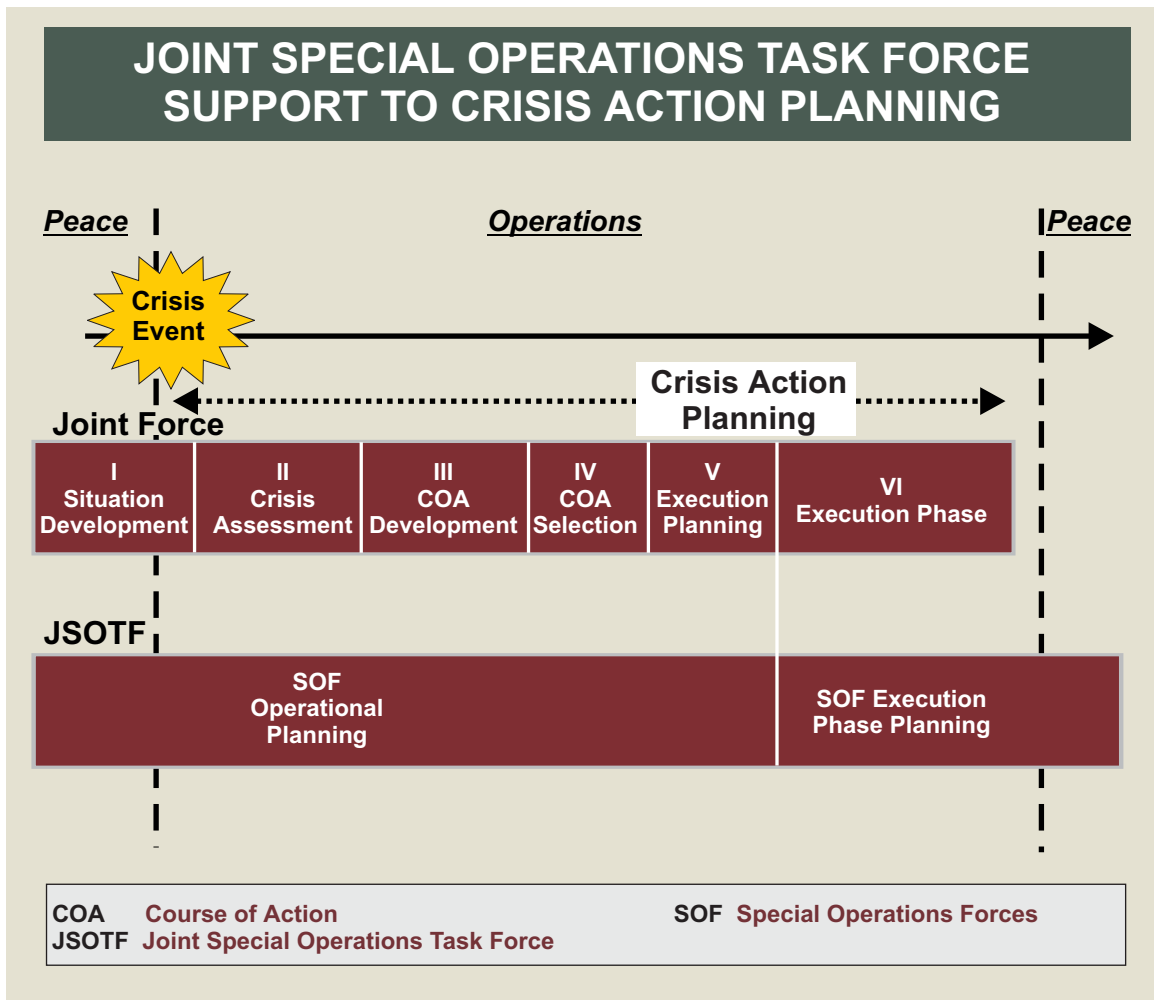 JOINT SPECIAL OPERATIONS TASK FORCE
SUPPORT TO CRISIS ACTION PLANNING
Peace
Operations
Peace
Crisis
Event
Crisis Action
Planning
Joint Force
I
Situation
Development
II
Crisis
Assessment
III
COA
Development
IV
COA
Selection
V
Execution
Planning
VI
Execution Phase
JSOTF
SOF
Operational
Planning
SOF Execution
Phase Planning
COA Course of Action
JSOTF Joint Special Operations Task Force
SOF Special Operations Forces